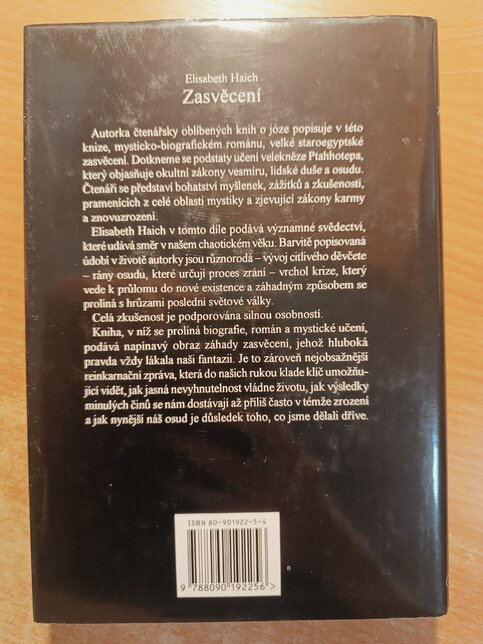 Elisabeth Haich
Zasvěcení
Autorka čtenářsky oblíbených knih o józe popisuje v této
knize, mysticko-biografickém románu, velké staroegyptské
zasvěcení. Dotkneme se podstaty učení velekněze Ptahhotepa,
který objasňuje okultní zákony vesmíru, lidské duše a osudu.
Čtenáři se představí bohatství myšlenek, zážitků a zkušeností,
pramenících z celé oblasti mystiky a zjevující zákony karmy
a znovuzrození.
Elisabeth Haich v tomto díle podává významné svědectví,
které udává směr v našem chaotickém věku. Barvitě popisovaná
údobí v životě autorky jsou různorodá – vývoj citlivého děvčete
– rány osudu, které určují proces zrání – vrchol krize, který
vede k průlomu do nové existence a záhadným způsobem se
prolíná s hrůzami poslední světové války.
Celá zkušenost je podporována silnou osobností.
Kniha, v níž se prolíná biografie, román a mystické učení,
podává napínavý obraz záhady zasvěcení, jehož hluboká
pravda vždy lákala naši fantazii. Je to zároveň nejobsažnější
reinkarnační zpráva, která do našich rukou klade klíč umožňu-
jící vidět, jak jasná nevyhnutelnost vládne životu, jak výsledky
minulých činů se nám dostávají až příliš často v témže zrození
a jak nynější náš osud je důsledek toho, co jsme dělali dříve.
ISBN 80-901922-5-4
9 788090 192256 >